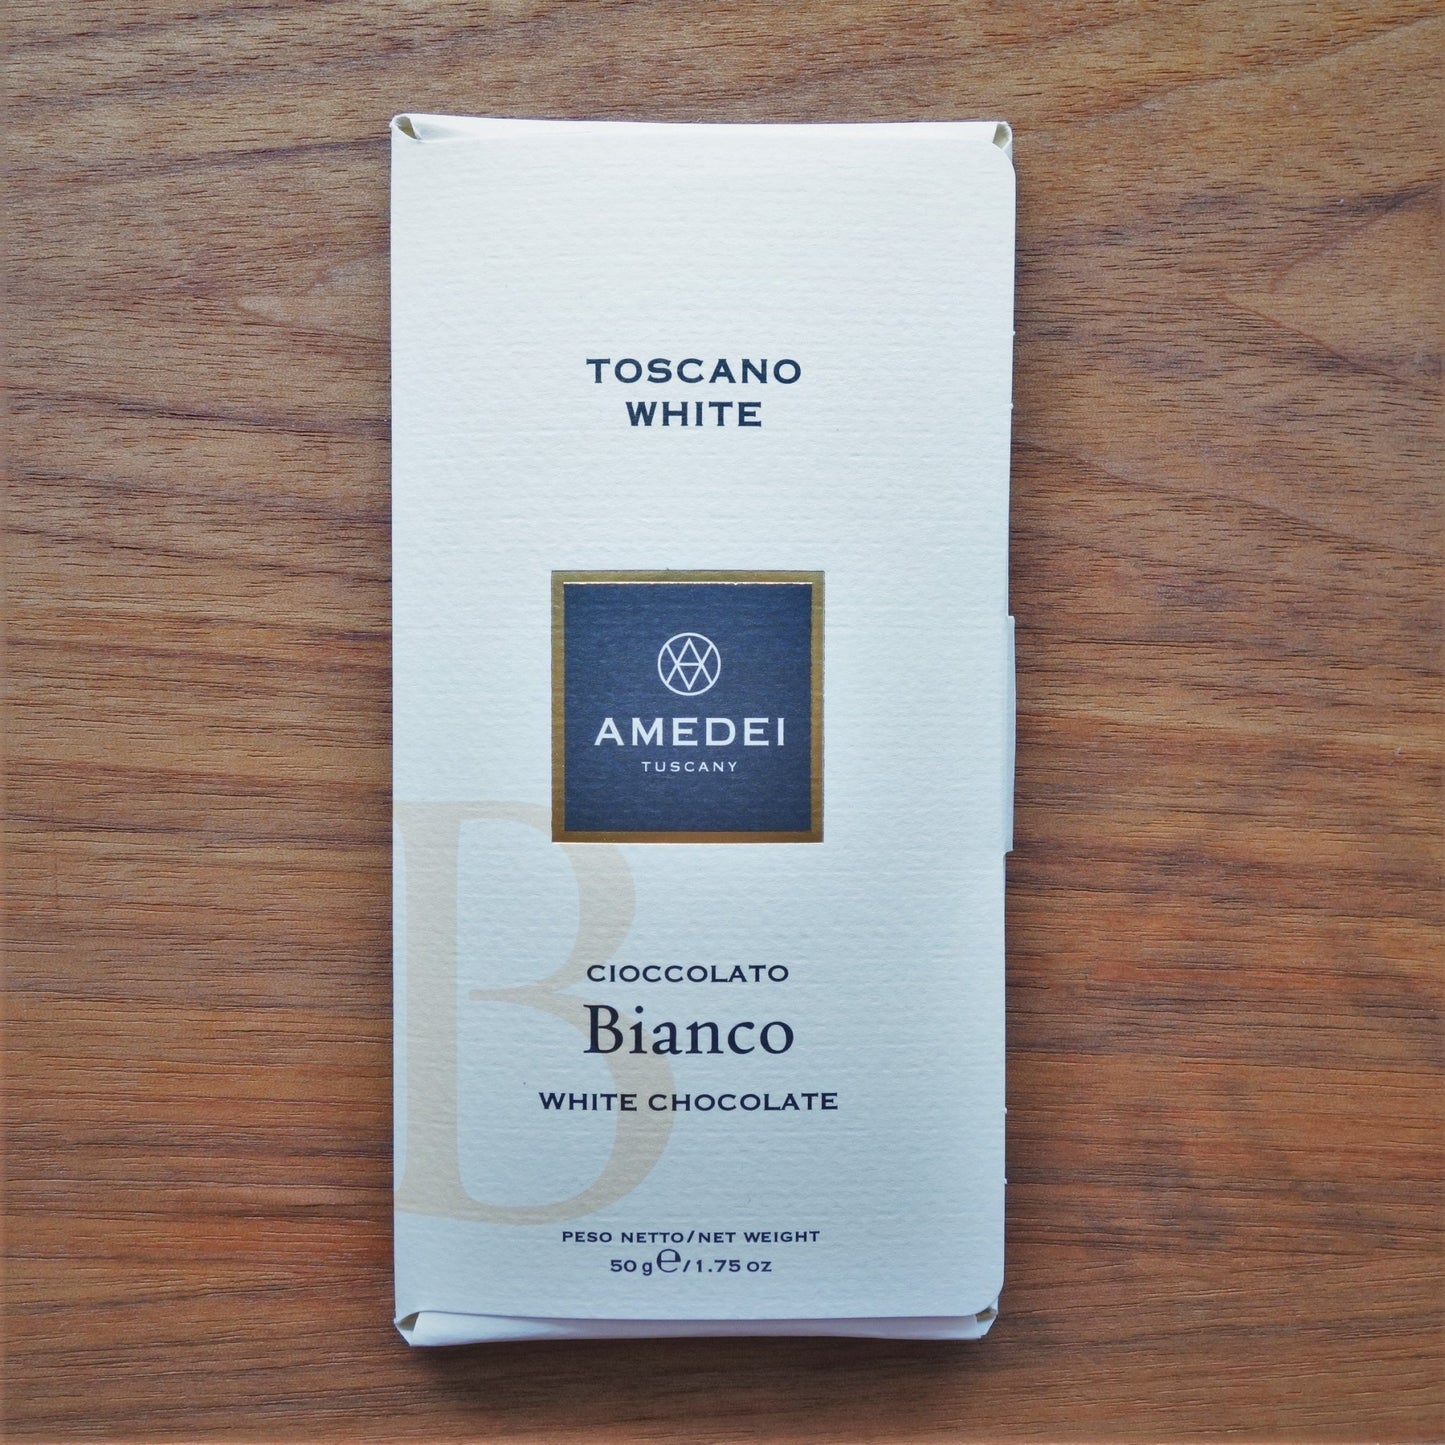 TOSCANO
WHITE
AMEDEI
TUSCANY
B
CIOCCOLATO
Bianco
WHITE CHOCOLATE
PESO NETTO/NET WEIGHT
50 g℮/1.75 oz